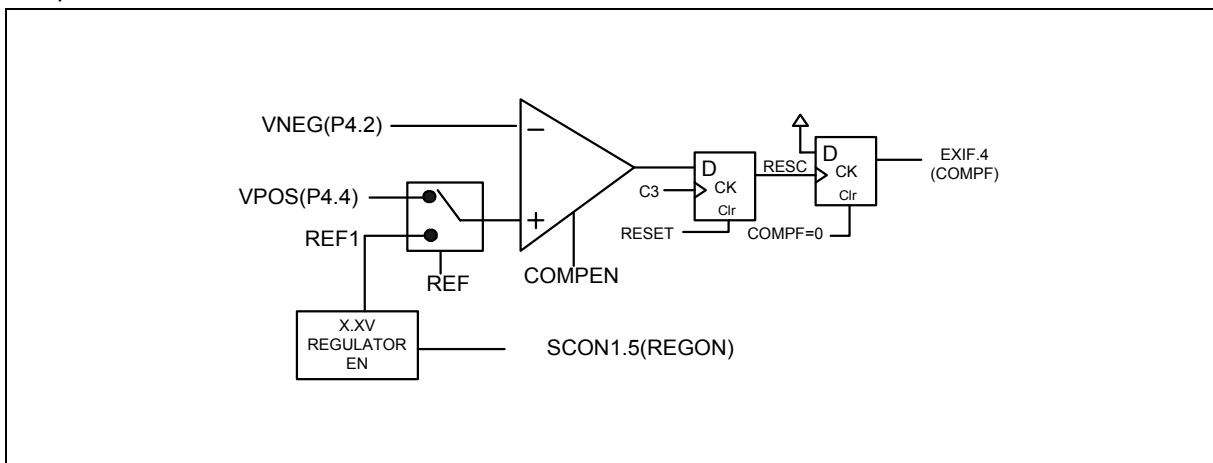 VNEG(P4.2)
−
VPOS(P4.4)
REF1
REF
+
COMPEN
D
CK
Clr
C3
RESET
RESC
D
CK
Clr
COMPF=0
EXIF.4
(COMPF)
X.XV
REGULATOR
EN
SCON1.5(REGON)